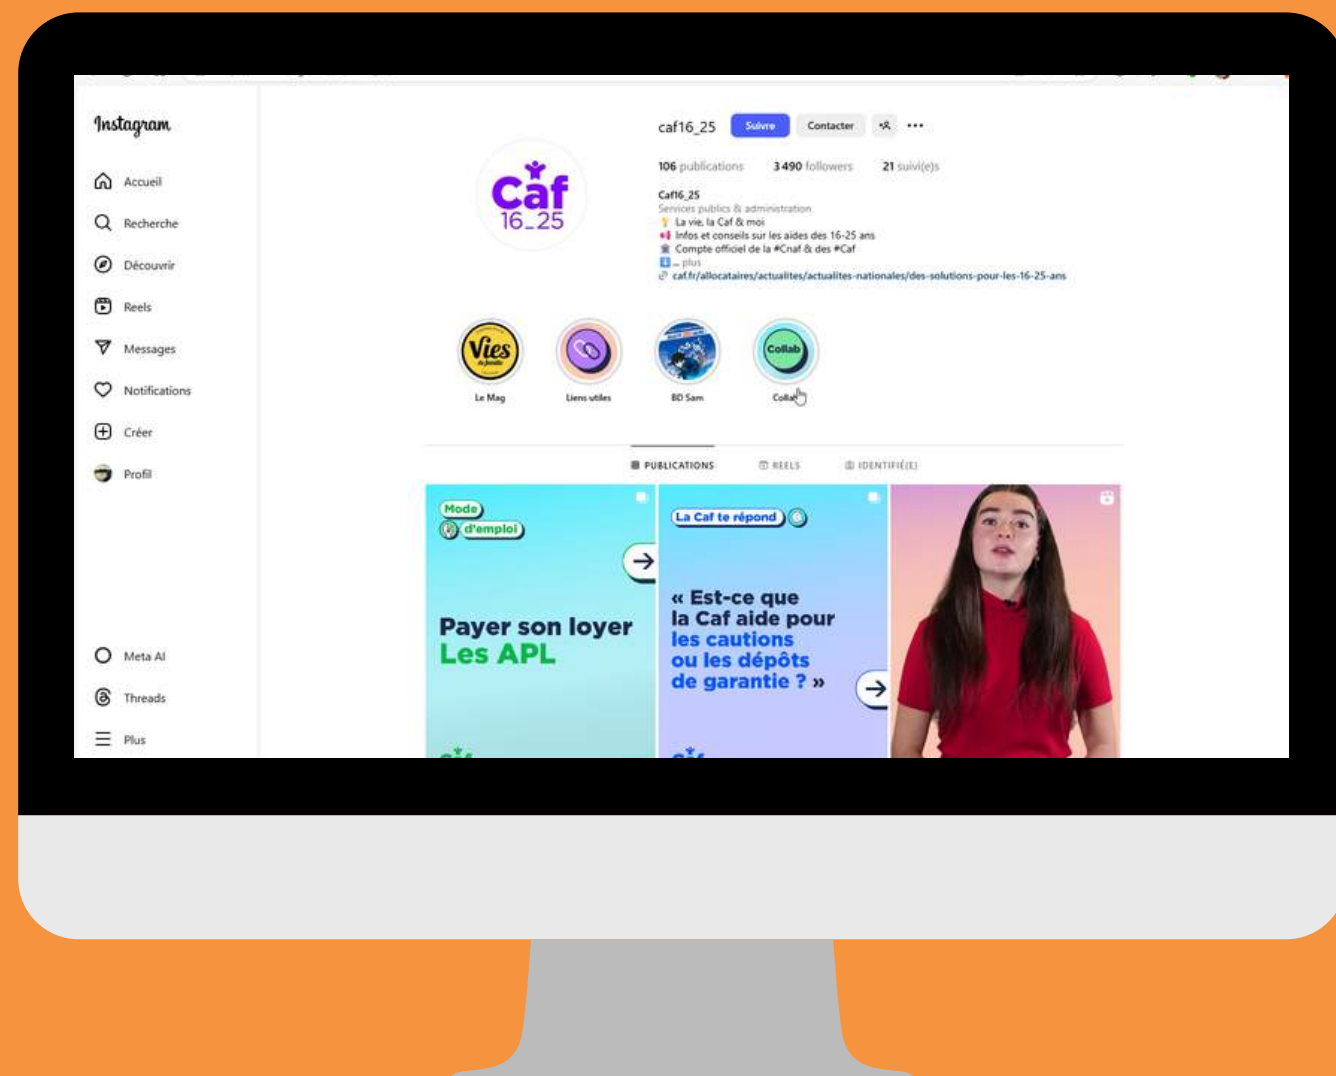 Instagram
Accueil
Recherche
Découvrir
Reels
Messages
Notifications
Créer
Profil
Meta AI
Threads
Plus
caf16_25 Suivre Contacter
106 publications 3 490 followers 21 suivi(e)s
Caf16_25
Services publics & administration
La vie, la Caf & moi
Infos et conseils sur les aides des 16-25 ans
Compte officiel de la #Cnaf & des #Caf
... plus
caf.fr/allocataires/actualites/actualites-nationales/des-solutions-pour-les-16-25-ans
Caf
16_25
Vies
de famille
Collab
Le Mag Liens utiles BD Sam Collab
PUBLICATIONS REELS IDENTIFIÉ(E)
Mode
d'emploi
Payer son loyer
Les APL
La Caf te répond
« Est-ce que
la Caf aide pour
les cautions
ou les dépôts
de garantie ? »